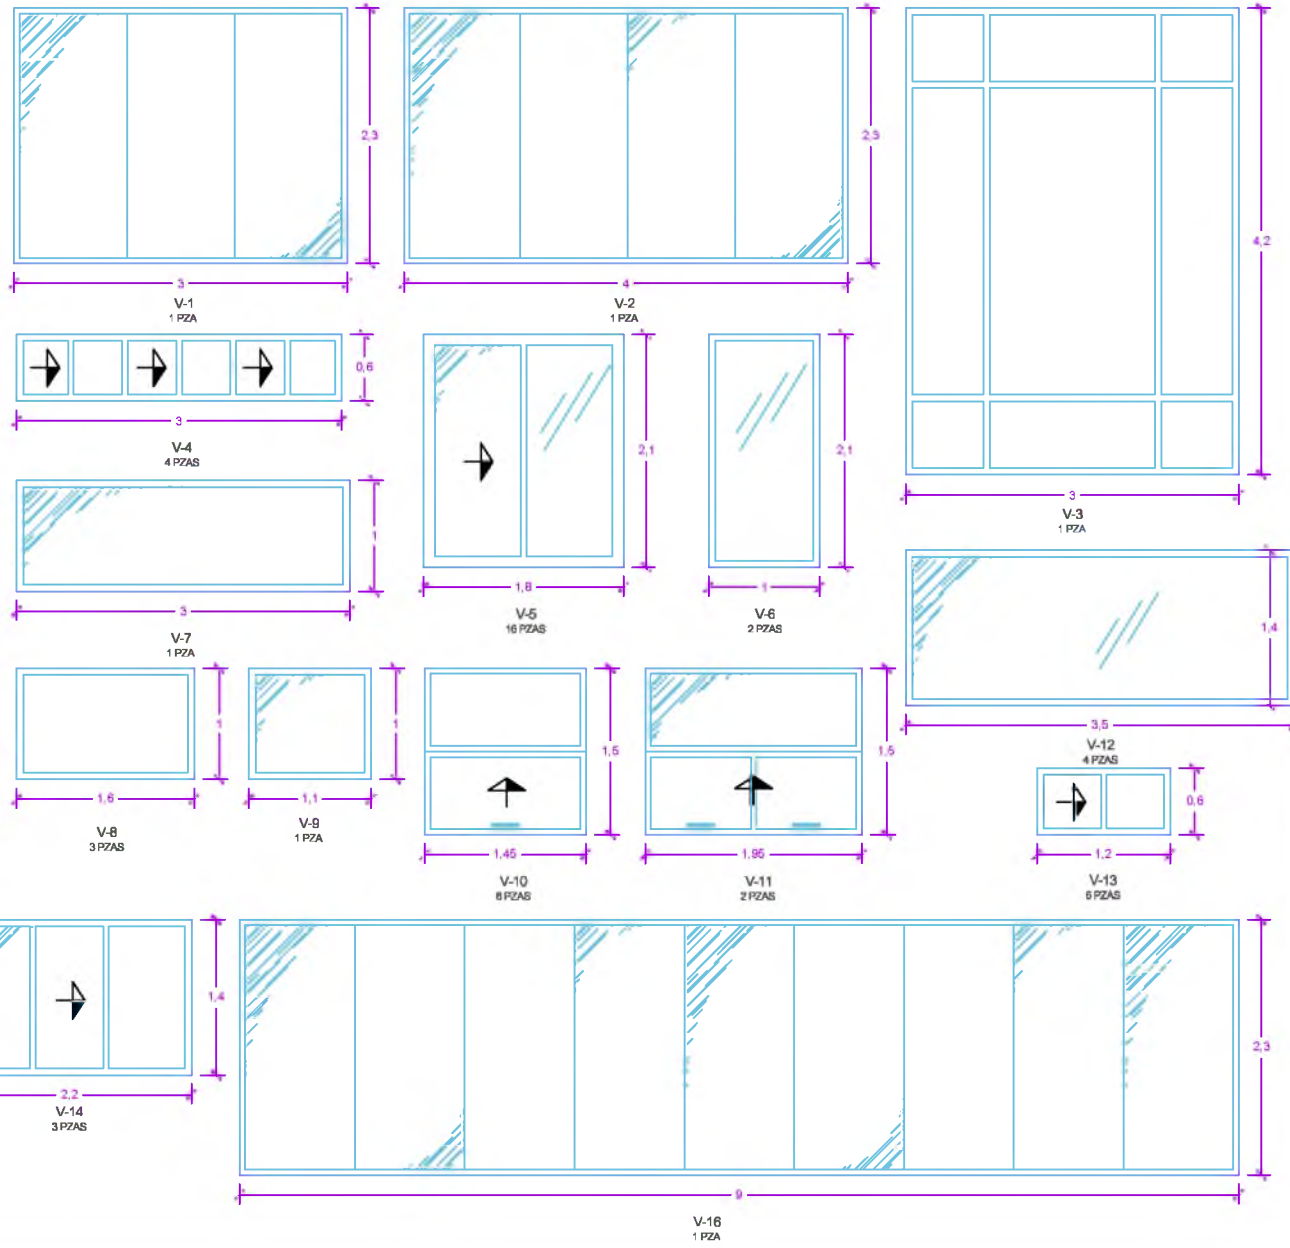 2,3
3
V-1
1 PZA
2,3
4
V-2
1 PZA
4,2
3
V-3
1 PZA
0,6
3
V-4
4 PZAS
2,1
1,8
V-5
16 PZAS
2,1
1
V-6
2 PZAS
1
3
V-7
1 PZA
1,4
3,5
V-12
4 PZAS
1
1,6
V-8
3 PZAS
1
1,1
V-9
1 PZA
1,5
1,45
V-10
6 PZAS
1,5
1,95
V-11
2 PZAS
0,6
1,2
V-13
5 PZAS
1,4
2,2
V-14
3 PZAS
2,3
9
V-16
1 PZA